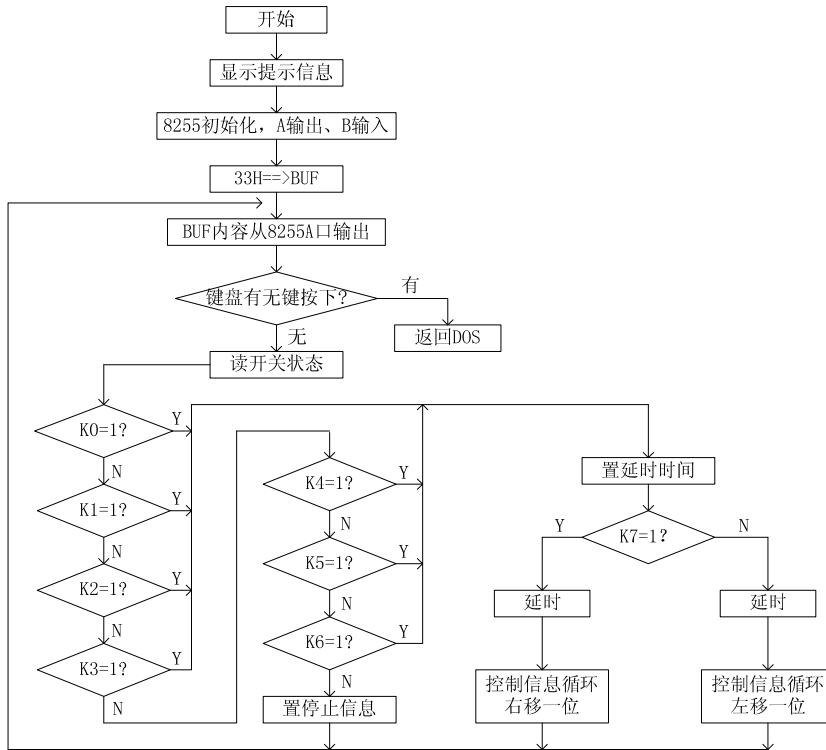 开始
显示提示信息
8255初始化，A输出、B输入
33H==>BUF
BUF内容从8255A口输出
键盘有无键按下?
有
返回DOS
无
读开关状态
K0=1?
Y
N
K1=1?
Y
N
K2=1?
Y
N
K3=1?
Y
N
K4=1?
Y
N
K5=1?
Y
N
K6=1?
Y
N
置停止信息
置延时时间
K7=1?
Y
N
延时
延时
控制信息循环
右移一位
控制信息循环
左移一位